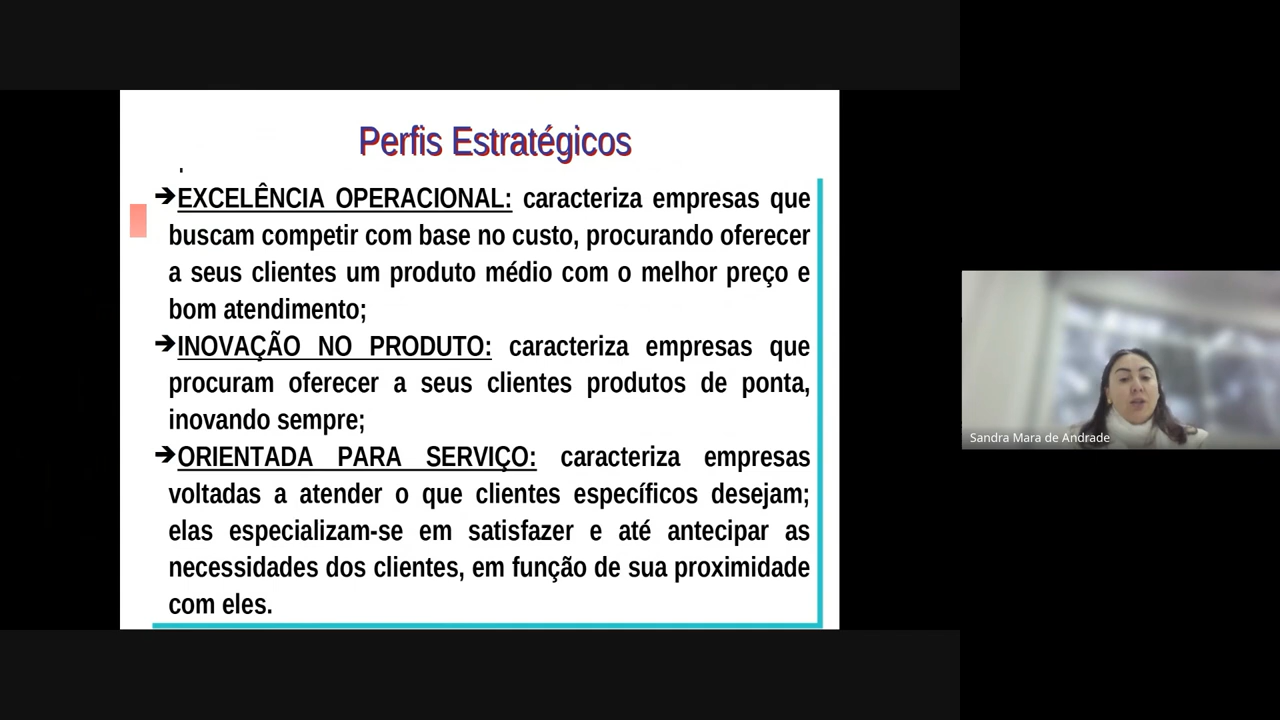 Perfis Estratégicos
➔EXCELÊNCIA OPERACIONAL: caracteriza empresas que
buscam competir com base no custo, procurando oferecer
a seus clientes um produto médio com o melhor preço e
bom atendimento;
➔INOVAÇÃO NO PRODUTO: caracteriza empresas que
procuram oferecer a seus clientes produtos de ponta,
inovando sempre;
➔ORIENTADA PARA SERVIÇO: caracteriza empresas
voltadas a atender o que clientes específicos desejam;
elas especializam-se em satisfazer e até antecipar as
necessidades dos clientes, em função de sua proximidade
com eles.
Sandra Mara de Andrade